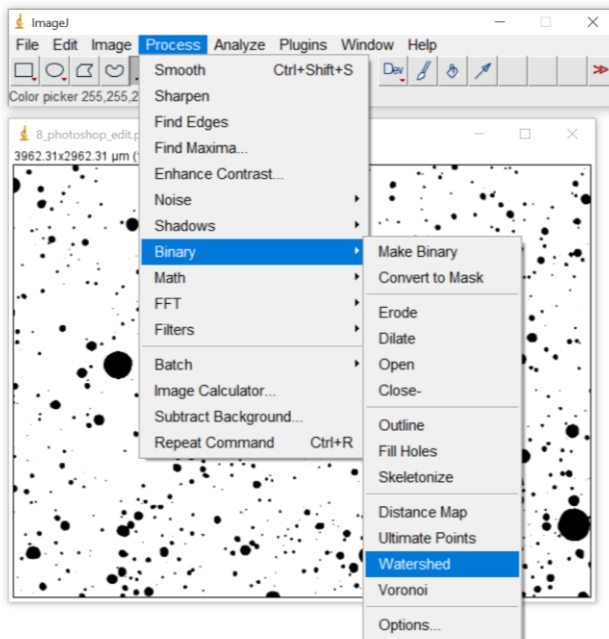 ImageJ
File Edit Image Process Analyze Plugins Window Help
Dev
Color picker 255,255,2
8_photoshop_edit.p
3962.31x2962.31 µm (
Smooth Ctrl+Shift+S
Sharpen
Find Edges
Find Maxima...
Enhance Contrast...
Noise
Shadows
Binary
Math
FFT
Filters
Batch
Image Calculator...
Subtract Background...
Repeat Command Ctrl+R
Make Binary
Convert to Mask
Erode
Dilate
Open
Close-
Outline
Fill Holes
Skeletonize
Distance Map
Ultimate Points
Watershed
Voronoi
Options...